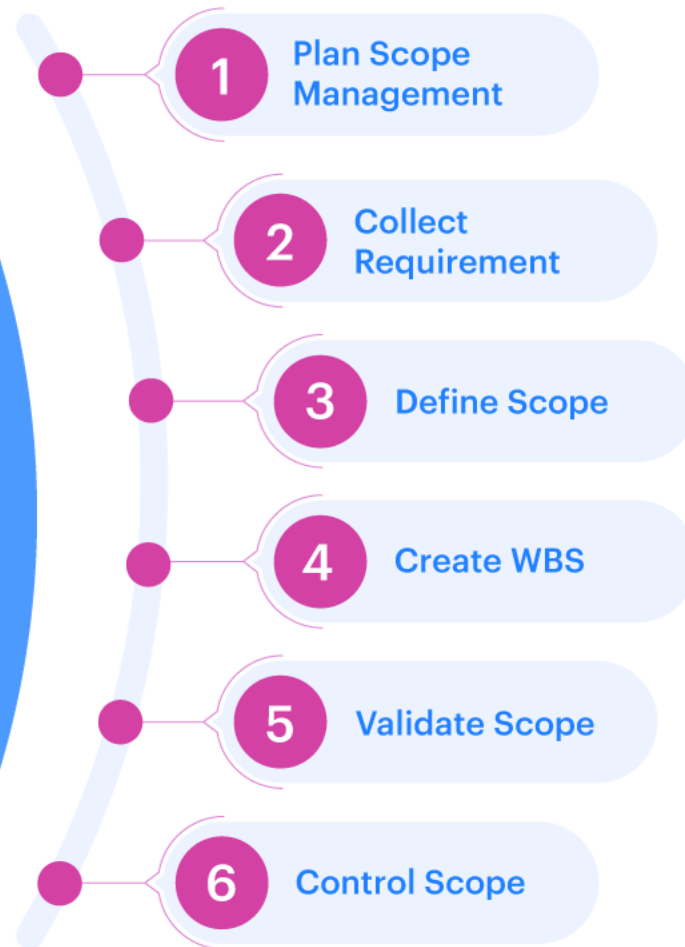 1
Plan Scope
Management
2
Collect
Requirement
3
Define Scope
4
Create WBS
5
Validate Scope
6
Control Scope